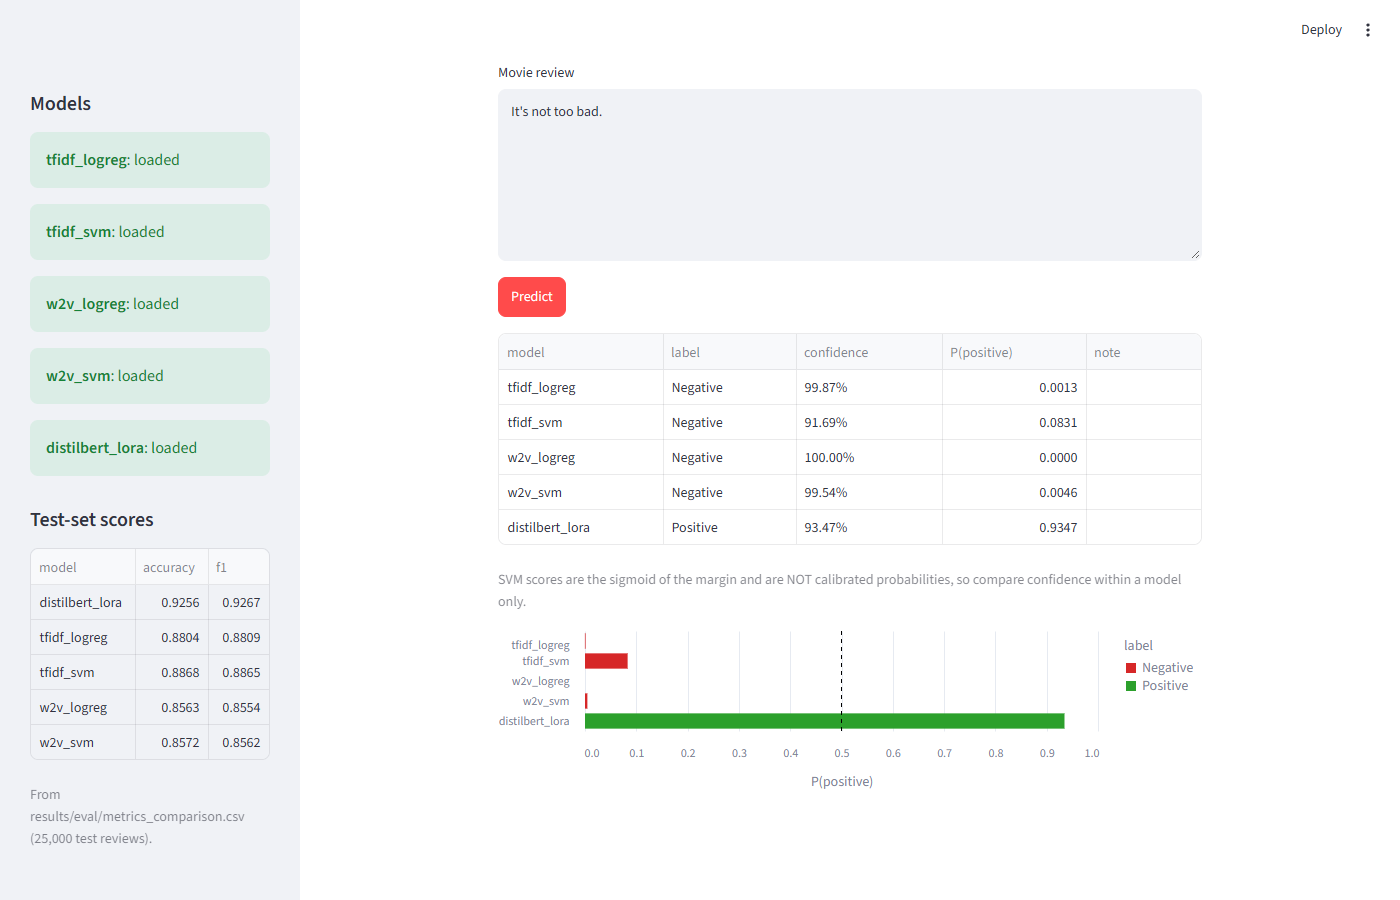 Deploy
Models
tfidf_logreg: loaded
tfidf_svm: loaded
w2v_logreg: loaded
w2v_svm: loaded
distilbert_lora: loaded
Test-set scores
model accuracy f1
distilbert_lora 0.9256 0.9267
tfidf_logreg 0.8804 0.8809
tfidf_svm 0.8868 0.8865
w2v_logreg 0.8563 0.8554
w2v_svm 0.8572 0.8562
From
results/eval/metrics_comparison.csv
(25,000 test reviews).
Movie review
It's not too bad.
Predict
model label confidence P(positive) note
tfidf_logreg Negative 99.87% 0.0013
tfidf_svm Negative 91.69% 0.0831
w2v_logreg Negative 100.00% 0.0000
w2v_svm Negative 99.54% 0.0046
distilbert_lora Positive 93.47% 0.9347
SVM scores are the sigmoid of the margin and are NOT calibrated probabilities, so compare confidence within a model
only.
tfidf_logreg
tfidf_svm
w2v_logreg
w2v_svm
distilbert_lora
0.0 0.1 0.2 0.3 0.4 0.5 0.6 0.7 0.8 0.9 1.0
P(positive)
label
Negative
Positive